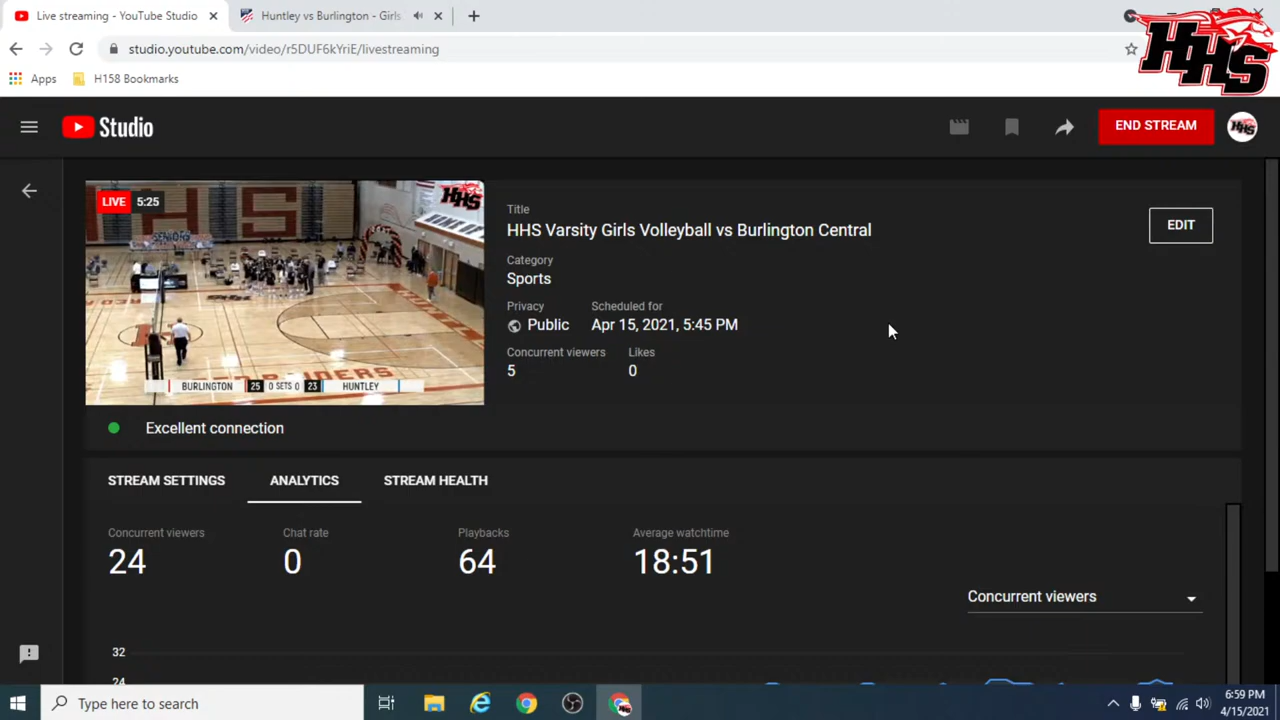 Live streaming - YouTube Studio
Huntley vs Burlington - Girls
studio.youtube.com/video/r5DUF6kYriE/livestreaming
Apps
H158 Bookmarks
HHS
Studio
END STREAM
HHS
LIVE 5:25
HHS
SENIORS
BURLINGTON 25 0 SETS 0 23 HUNTLEY
Title
HHS Varsity Girls Volleyball vs Burlington Central
EDIT
Category
Sports
Privacy
Scheduled for
Public
Apr 15, 2021, 5:45 PM
Concurrent viewers
Likes
5
0
Excellent connection
STREAM SETTINGS
ANALYTICS
STREAM HEALTH
Concurrent viewers
Chat rate
Playbacks
Average watchtime
24
0
64
18:51
Concurrent viewers
32
24
Type here to search
6:59 PM
4/15/2021